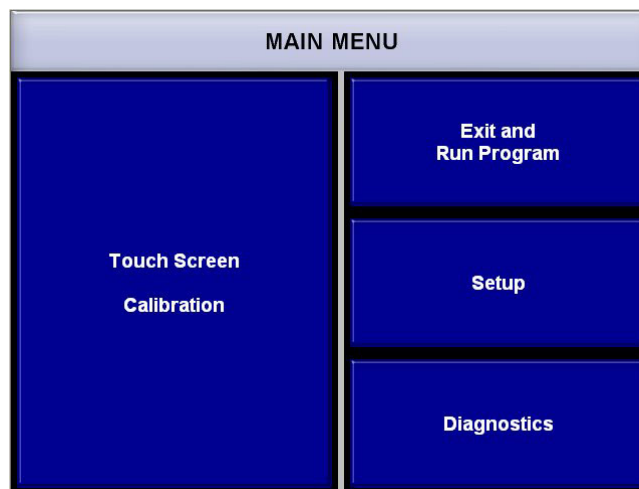 MAIN MENU
Touch Screen
Calibration
Exit and
Run Program
Setup
Diagnostics